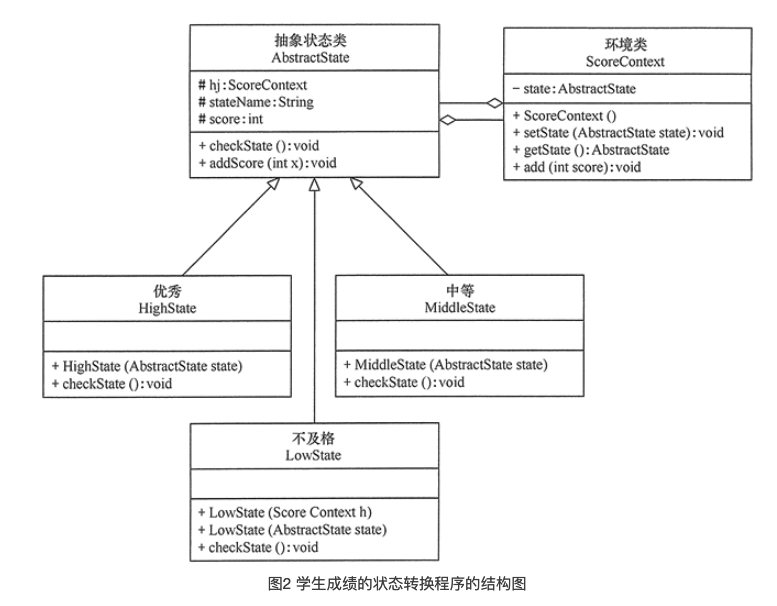 抽象状态类
AbstractState
# hj:ScoreContext
# stateName:String
# score:int
+ checkState ():void
+ addScore (int x):void
环境类
ScoreContext
− state:AbstractState
+ ScoreContext ()
+ setState (AbstractState state):void
+ getState ():AbstractState
+ add (int score):void
优秀
HighState
+ HighState (AbstractState state)
+ checkState ():void
中等
MiddleState
+ MiddleState (AbstractState state)
+ checkState ():void
不及格
LowState
+ LowState (Score Context h)
+ LowState (AbstractState state)
+ checkState ():void
图2 学生成绩的状态转换程序的结构图